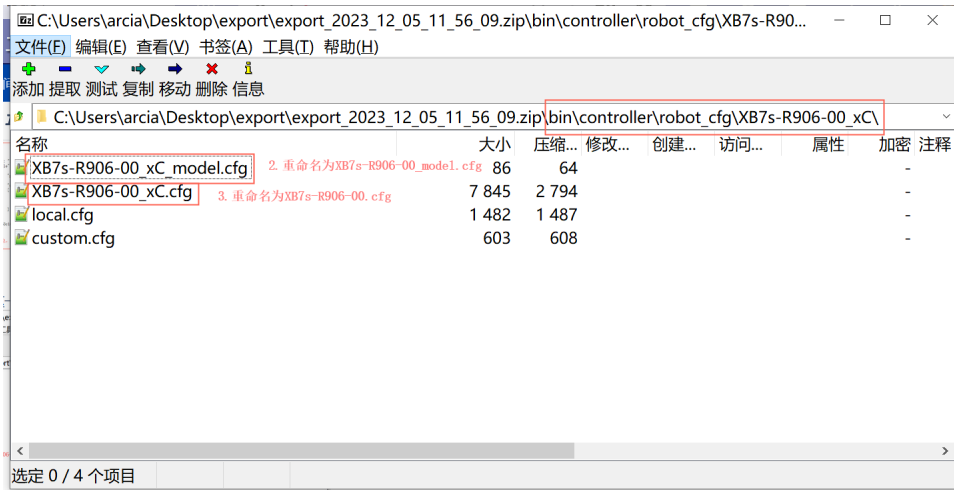 C:\Users\arcia\Desktop\export\export_2023_12_05_11_56_09.zip\bin\controller\robot_cfg\XB7s-R90...
文件(F) 编辑(E) 查看(V) 书签(A) 工具(T) 帮助(H)
添加 提取 测试 复制 移动 删除 信息
C:\Users\arcia\Desktop\export\export_2023_12_05_11_56_09.zip\bin\controller\robot_cfg\XB7s-R906-00_xC\
名称 大小 压缩... 修改... 创建... 访问... 属性 加密 注释
XB7s-R906-00_xC_model.cfg 2.重命名为XB7s-R906-00_model.cfg 86 64 -
XB7s-R906-00_xC.cfg 3.重命名为XB7s-R906-00.cfg 7 845 2 794 -
local.cfg 1 482 1 487 -
custom.cfg 603 608 -
选定 0 / 4 个项目